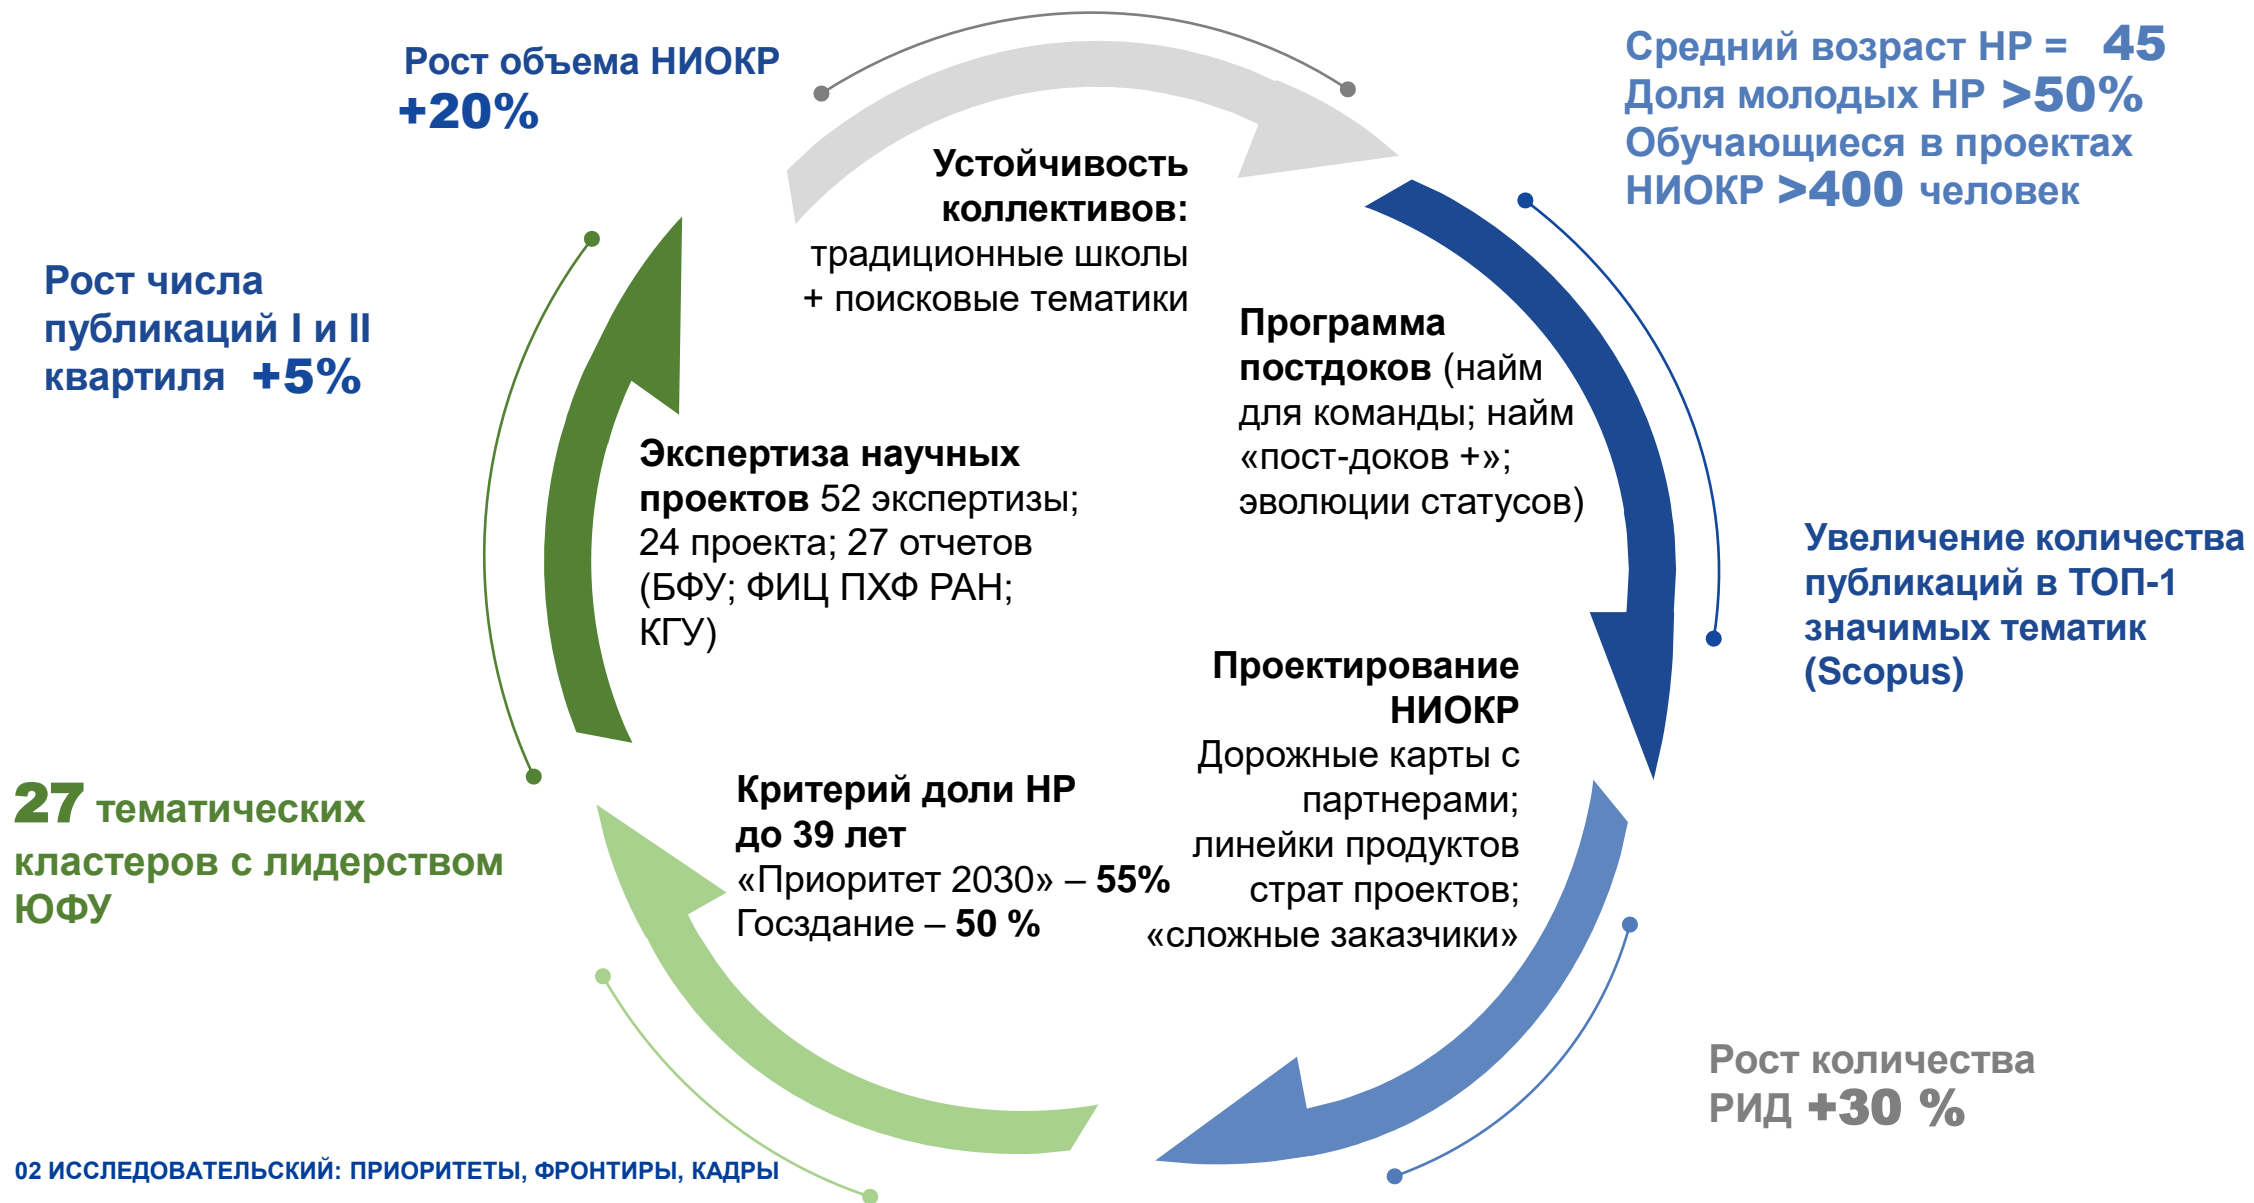 Рост объема НИОКР
+20%
Средний возраст НР = 45
Доля молодых НР >50%
Обучающиеся в проектах
НИОКР >400 человек
Устойчивость
коллективов:
традиционные школы
+ поисковые тематики
Рост числа
публикаций I и II
квартиля +5%
Программа
постдоков (найм
для команды; найм
«пост-доков +»;
эволюции статусов)
Экспертиза научных
проектов 52 экспертизы;
24 проекта; 27 отчетов
(БФУ; ФИЦ ПХФ РАН;
КГУ)
Увеличение количества
публикаций в ТОП-1
значимых тематик
(Scopus)
Проектирование
НИОКР
Дорожные карты с
партнерами;
линейки продуктов
страт проектов;
«сложные заказчики»
Критерий доли НР
до 39 лет
«Приоритет 2030» – 55%
Госздание – 50 %
27 тематических
кластеров с лидерством
ЮФУ
Рост количества
РИД +30 %
02 ИССЛЕДОВАТЕЛЬСКИЙ: ПРИОРИТЕТЫ, ФРОНТИРЫ, КАДРЫ